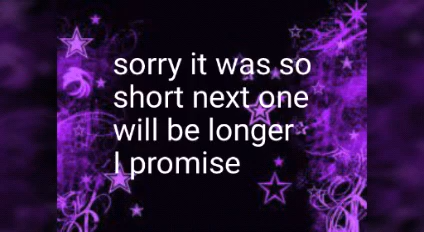 sorry it was so
short next one
will be longer
I promise